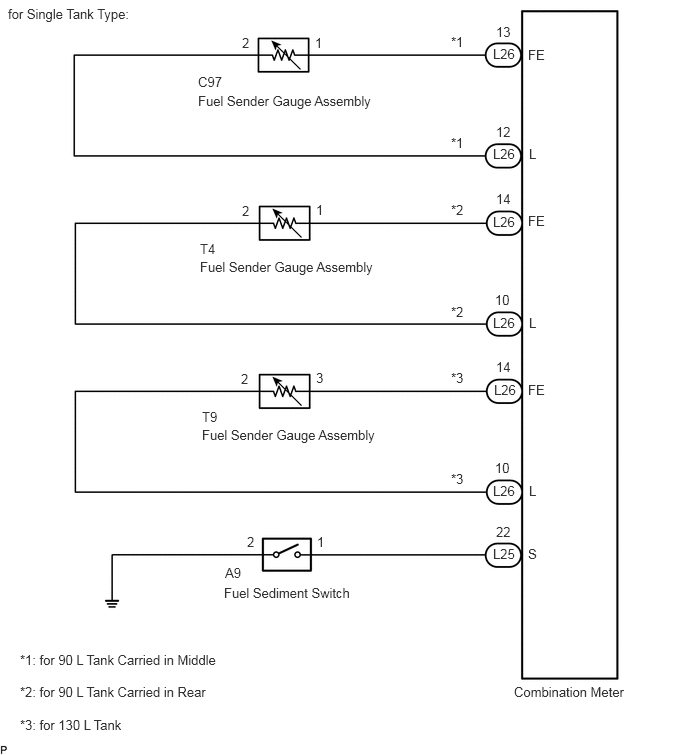 for Single Tank Type:
2 1 *1 13
L26 FE
C97
Fuel Sender Gauge Assembly
*1 12
L26 L
2 1 *2 14
L26 FE
T4
Fuel Sender Gauge Assembly
*2 10
L26 L
2 3 *3 14
L26 FE
T9
Fuel Sender Gauge Assembly
*3 10
L26 L
2 1 22
L25 S
A9
Fuel Sediment Switch
*1: for 90 L Tank Carried in Middle
*2: for 90 L Tank Carried in Rear
Combination Meter
*3: for 130 L Tank
P